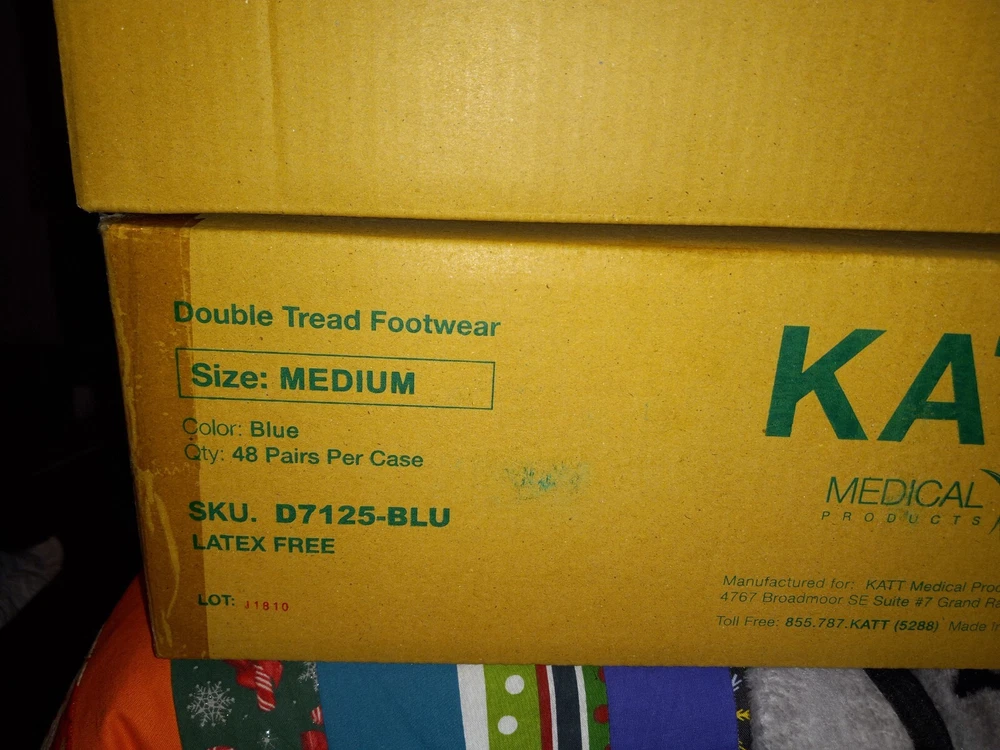 Double Tread Footwear
Size: MEDIUM
Color: Blue
Qty: 48 Pairs Per Case
SKU. D7125-BLU
LATEX FREE
LOT: J1810
KAT
MEDICAL
PRODUCTS
Manufactured for: KATT Medical
4767 Broadmoor SE Suite #7 Grand
Toll Free: 855.787.KATT (5288) Made